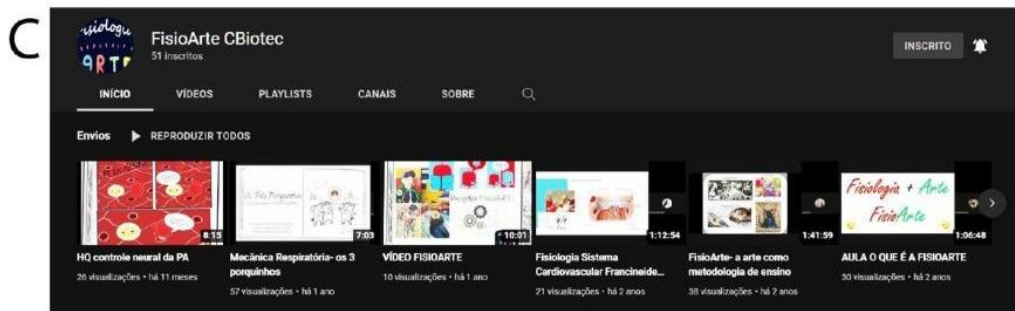 C
FisioArte CBiotec
51 inscritos
INSCRITO
INÍCIO VÍDEOS PLAYLISTS CANAIS SOBRE
Envios REPRODUZIR TODOS
8:15
7:03
10:01
1:12:54
1:41:59
Fisiologia + Arte
FisioArte
1:06:48
HQ controle neural da PA
26 visualizações • há 11 meses
Mecânica Respiratória- os 3
porquinhos
57 visualizações • há 1 ano
VÍDEO FISIOARTE
10 visualizações • há 1 ano
Fisiologia Sistema
Cardiovascular Francineide...
21 visualizações • há 2 anos
FisioArte- a arte como
metodologia de ensino
38 visualizações • há 2 anos
AULA O QUE É A FISIOARTE
30 visualizações • há 2 anos